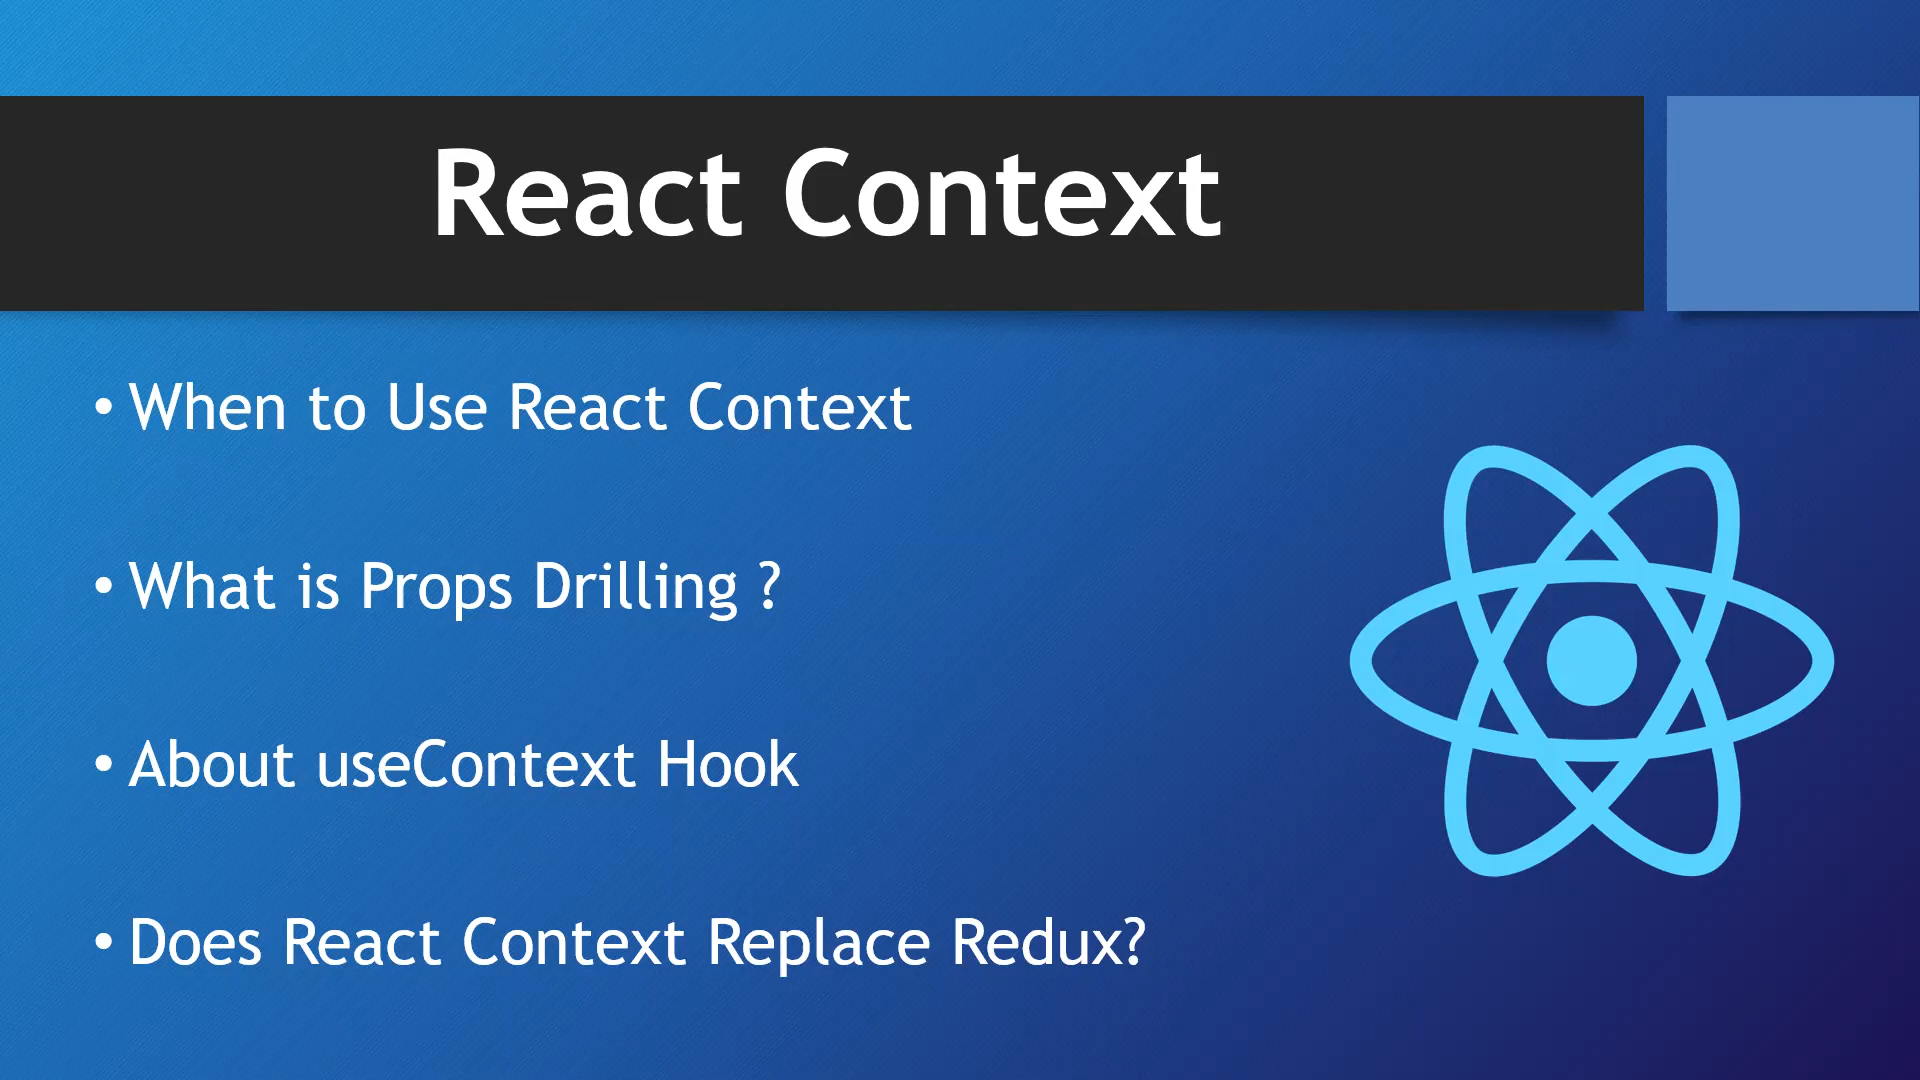 React Context
• When to Use React Context
• What is Props Drilling ?
• About useContext Hook
• Does React Context Replace Redux?